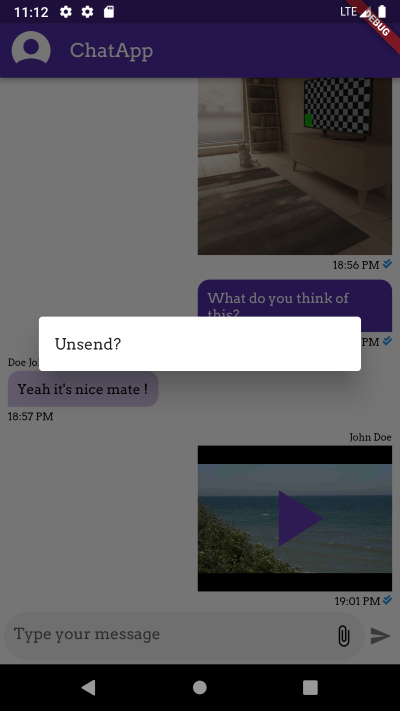 11:12
LTE
DEBUG
ChatApp
18:56 PM
What do you think of
this?
PM
Unsend?
Doe Jo
Yeah it's nice mate !
18:57 PM
John Doe
19:01 PM
Type your message